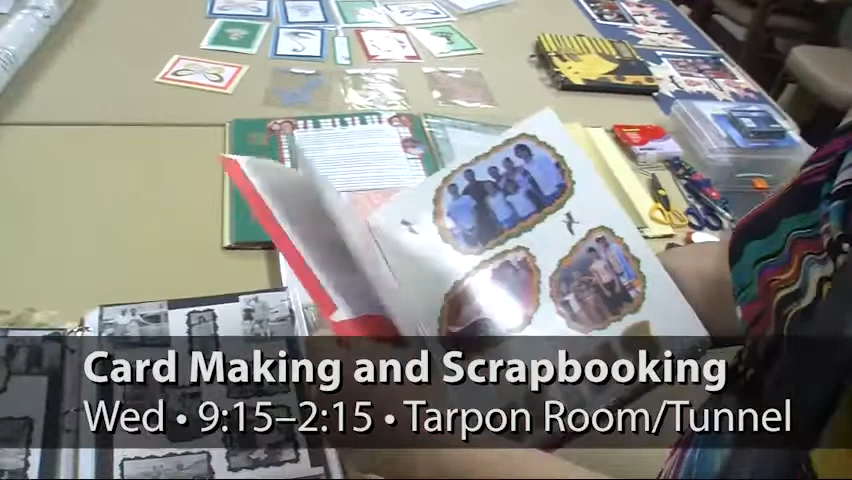 Card Making and Scrapbooking
Wed • 9:15–2:15 • Tarpon Room/Tunnel